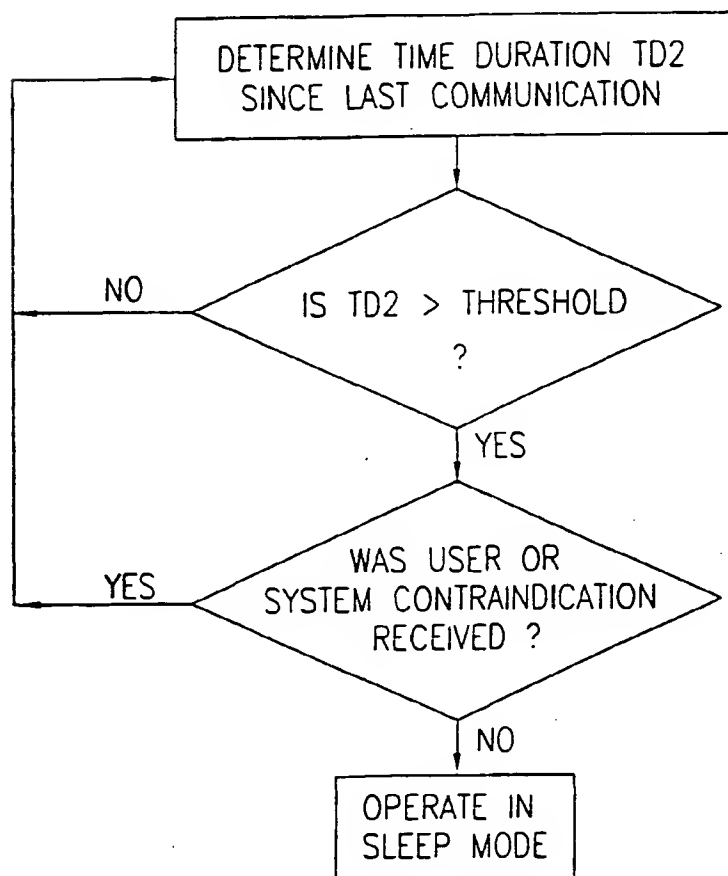 DETERMINE TIME DURATION TD2
SINCE LAST COMMUNICATION
NO
IS TD2 > THRESHOLD
?
YES
WAS USER OR
YES
SYSTEM CONTRAINDICATION
RECEIVED ?
NO
OPERATE IN
SLEEP MODE